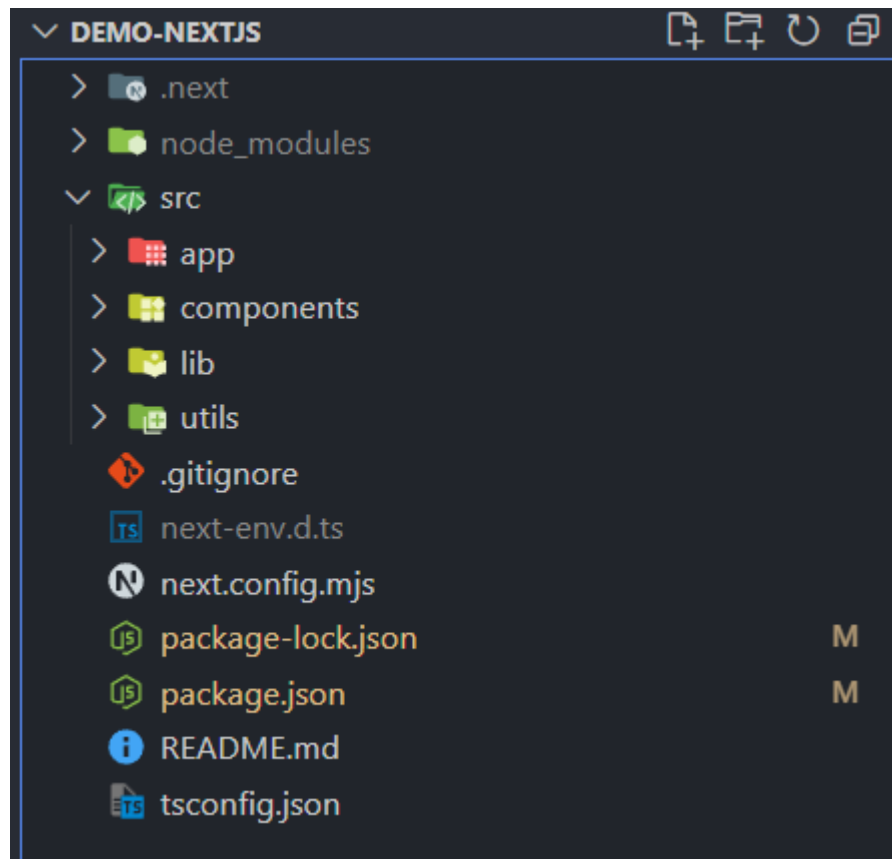 DEMO-NEXTJS
.next
node_modules
src
app
components
lib
utils
.gitignore
next-env.d.ts
next.config.mjs
package-lock.json M
package.json M
README.md
tsconfig.json